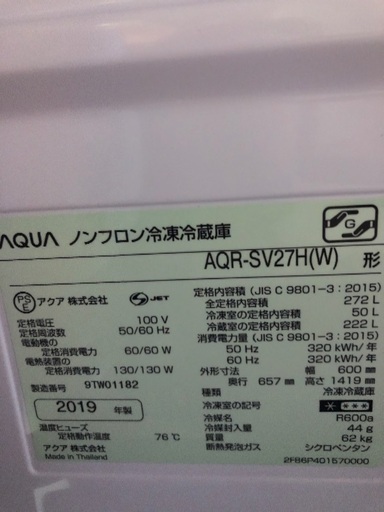 AQUA ノンフロン冷凍冷蔵庫
AQR-SV27H(W) 形
G
PS E アクア 株式会社 S JET
定格電圧 100 V
定格周波数 50/60 Hz
電動機の
定格消費電力 60/60 W
電熱装置の
定格消費電力 130/130 W
製造番号 9TW01182
2019 年製
温度ヒューズ
定格動作温度 76℃
アクア 株式会社
Made in Thailand
定格内容積 (JIS C 9801-3：2015)
全定格内容積 272 L
冷凍室の定格内容積 50 L
冷蔵室の定格内容積 222 L
消費電力量 (JIS C 9801-3：2015)
50 Hz 320 kWh/年
60 Hz 320 kWh/年
外形寸法 幅 600 mm
奥行 657 mm 高さ 1419 mm
種類 冷凍冷蔵庫
冷凍室の記号
冷媒名 R600a
冷媒封入量 44 g
質量 62 kg
断熱発泡ガス シクロペンタン
2FB6P401570000